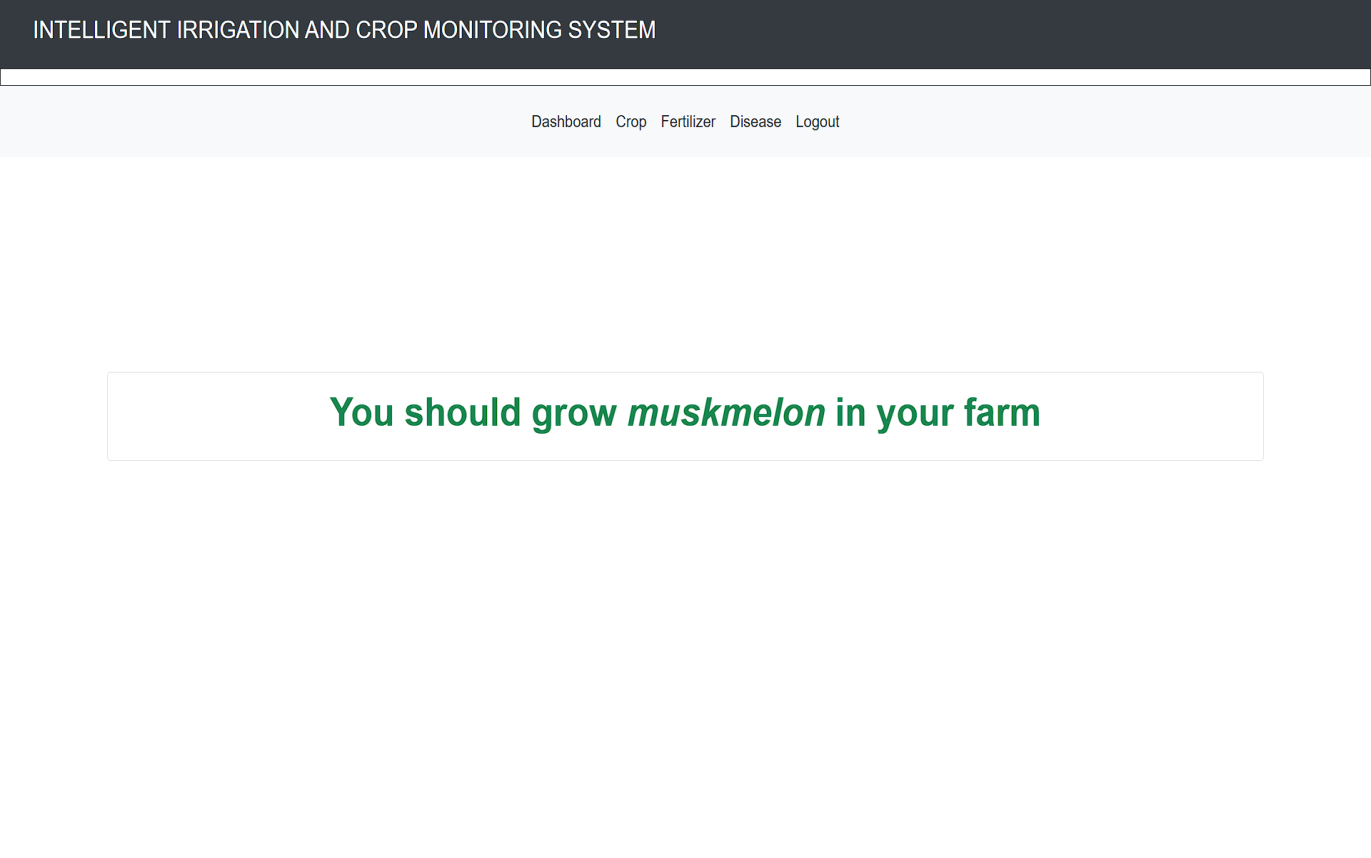 INTELLIGENT IRRIGATION AND CROP MONITORING SYSTEM
Dashboard Crop Fertilizer Disease Logout
You should grow muskmelon in your farm